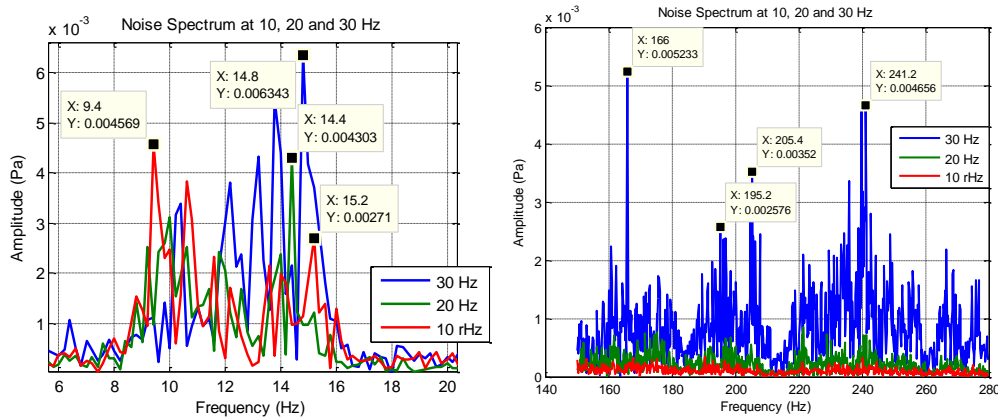 Noise Spectrum at 10, 20 and 30 Hz
x 10⁻³
6
5
4
3
2
1
Amplitude (Pa)
X: 9.4
Y: 0.004569
X: 14.8
Y: 0.006343
X: 14.4
Y: 0.004303
X: 15.2
Y: 0.00271
30 Hz
20 Hz
10 rHz
6 8 10 12 14 16 18 20
Frequency (Hz)
Noise Spectrum at 10, 20 and 30 Hz
x 10⁻³
6
5
4
3
2
1
0
Amplitude (Pa)
X: 166
Y: 0.005233
X: 241.2
Y: 0.004656
X: 205.4
Y: 0.00352
X: 195.2
Y: 0.002576
30 Hz
20 Hz
10 rHz
140 160 180 200 220 240 260 280
Frequency (Hz)